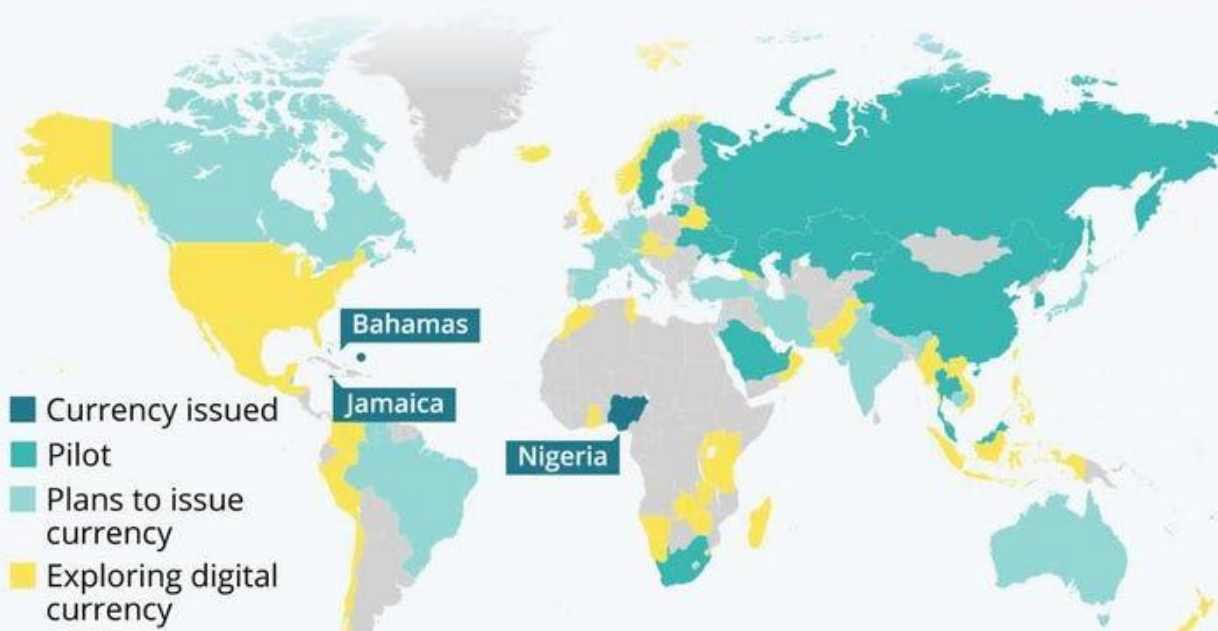 Bahamas
Jamaica
Nigeria
Currency issued
Pilot
Plans to issue
currency
Exploring digital
currency